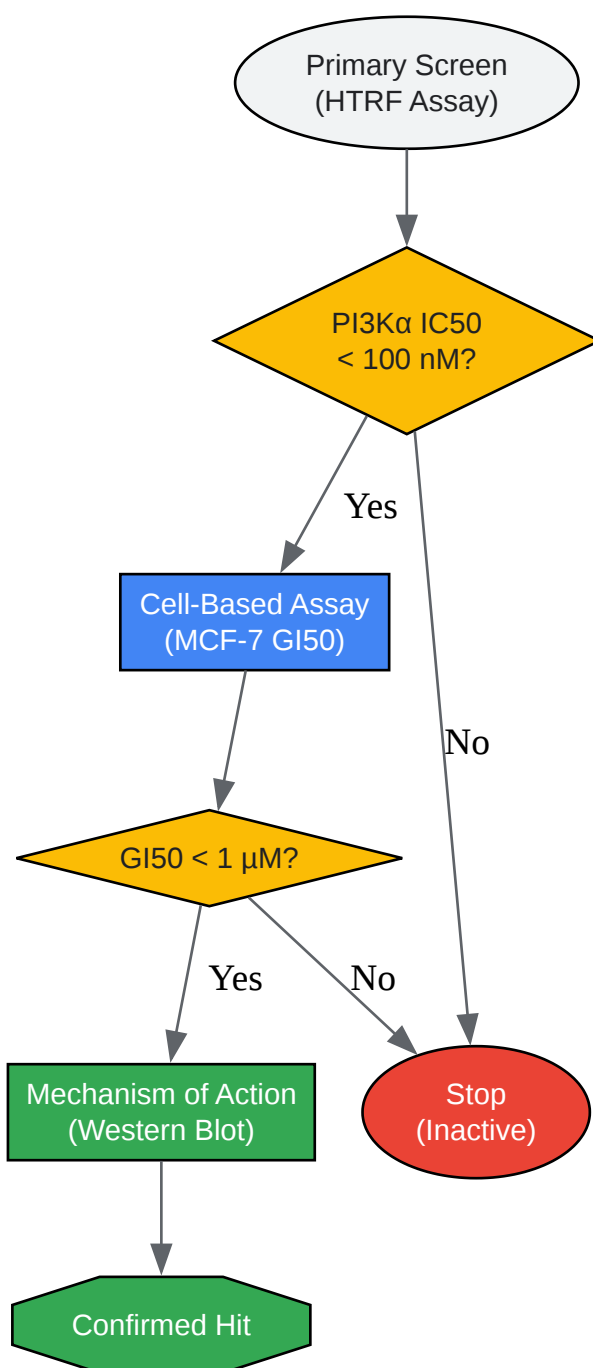 Primary Screen
(HTRF Assay)
PI3Kα IC50
< 100 nM?
Yes
Cell-Based Assay
(MCF-7 GI50)
No
GI50 < 1 µM?
Yes
No
Mechanism of Action
(Western Blot)
Stop
(Inactive)
Confirmed Hit